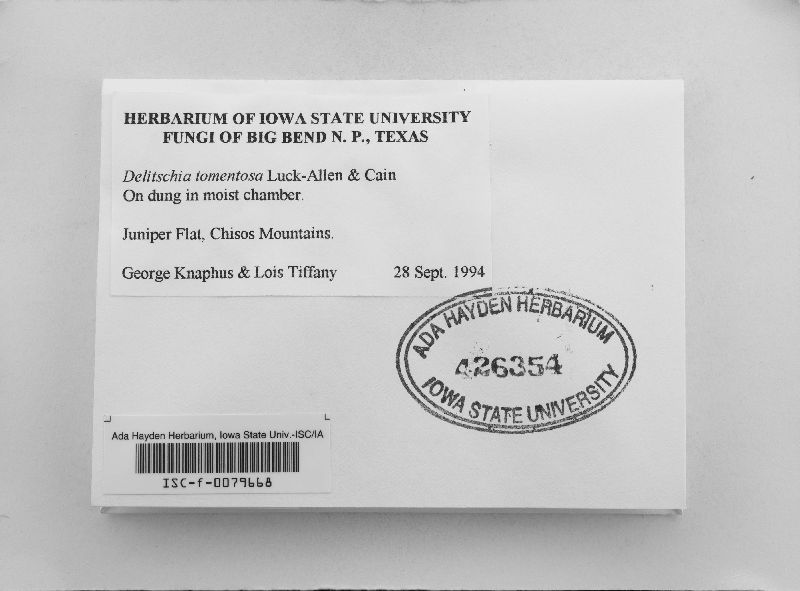 HERBARIUM OF IOWA STATE UNIVERSITY
FUNGI OF BIG BEND N. P., TEXAS
Delitschia tomentosa Luck-Allen & Cain
On dung in moist chamber.
Juniper Flat, Chisos Mountains.
George Knaphus & Lois Tiffany 28 Sept. 1994
ADA HAYDEN HERBARIUM
426354
IOWA STATE UNIVERSITY
Ada Hayden Herbarium, Iowa State Univ.-ISC/IA
ISC-f-0079668